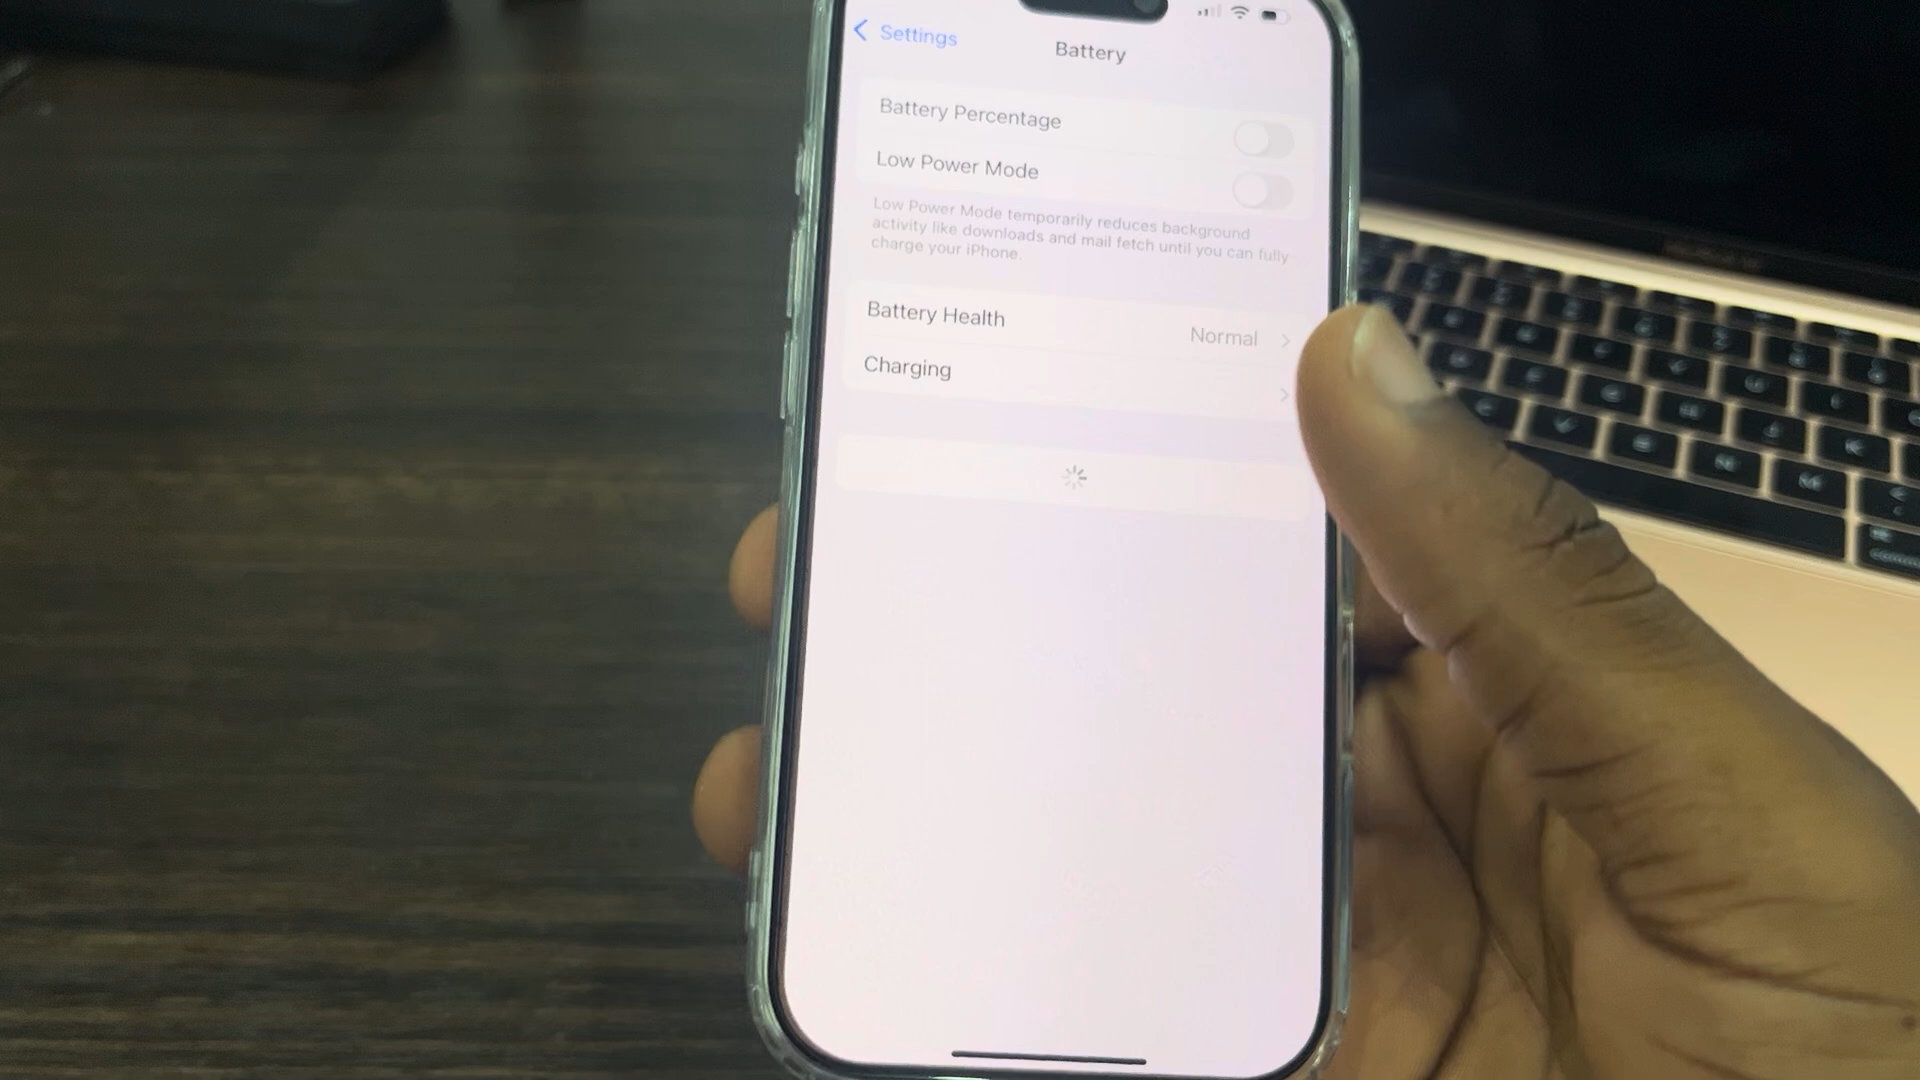 Settings
Battery
Battery Percentage
Low Power Mode
Low Power Mode temporarily reduces background
activity like downloads and mail fetch until you can fully
charge your iPhone.
Battery Health
Normal
Charging